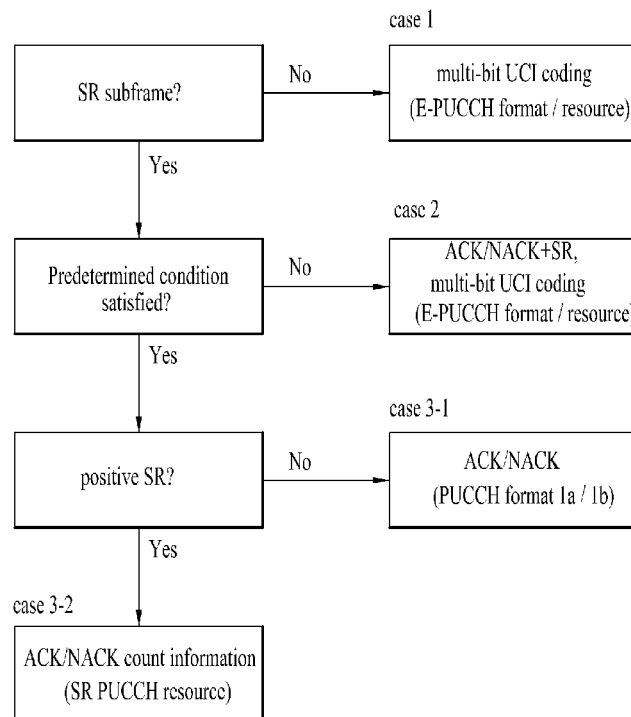 case 1
SR subframe?
No
multi-bit UCI coding
(E-PUCCH format / resource)
Yes
case 2
Predetermined condition
satisfied?
No
ACK/NACK+SR,
multi-bit UCI coding
(E-PUCCH format / resource)
Yes
case 3-1
positive SR?
No
ACK/NACK
(PUCCH format 1a / 1b)
Yes
case 3-2
ACK/NACK count information
(SR PUCCH resource)